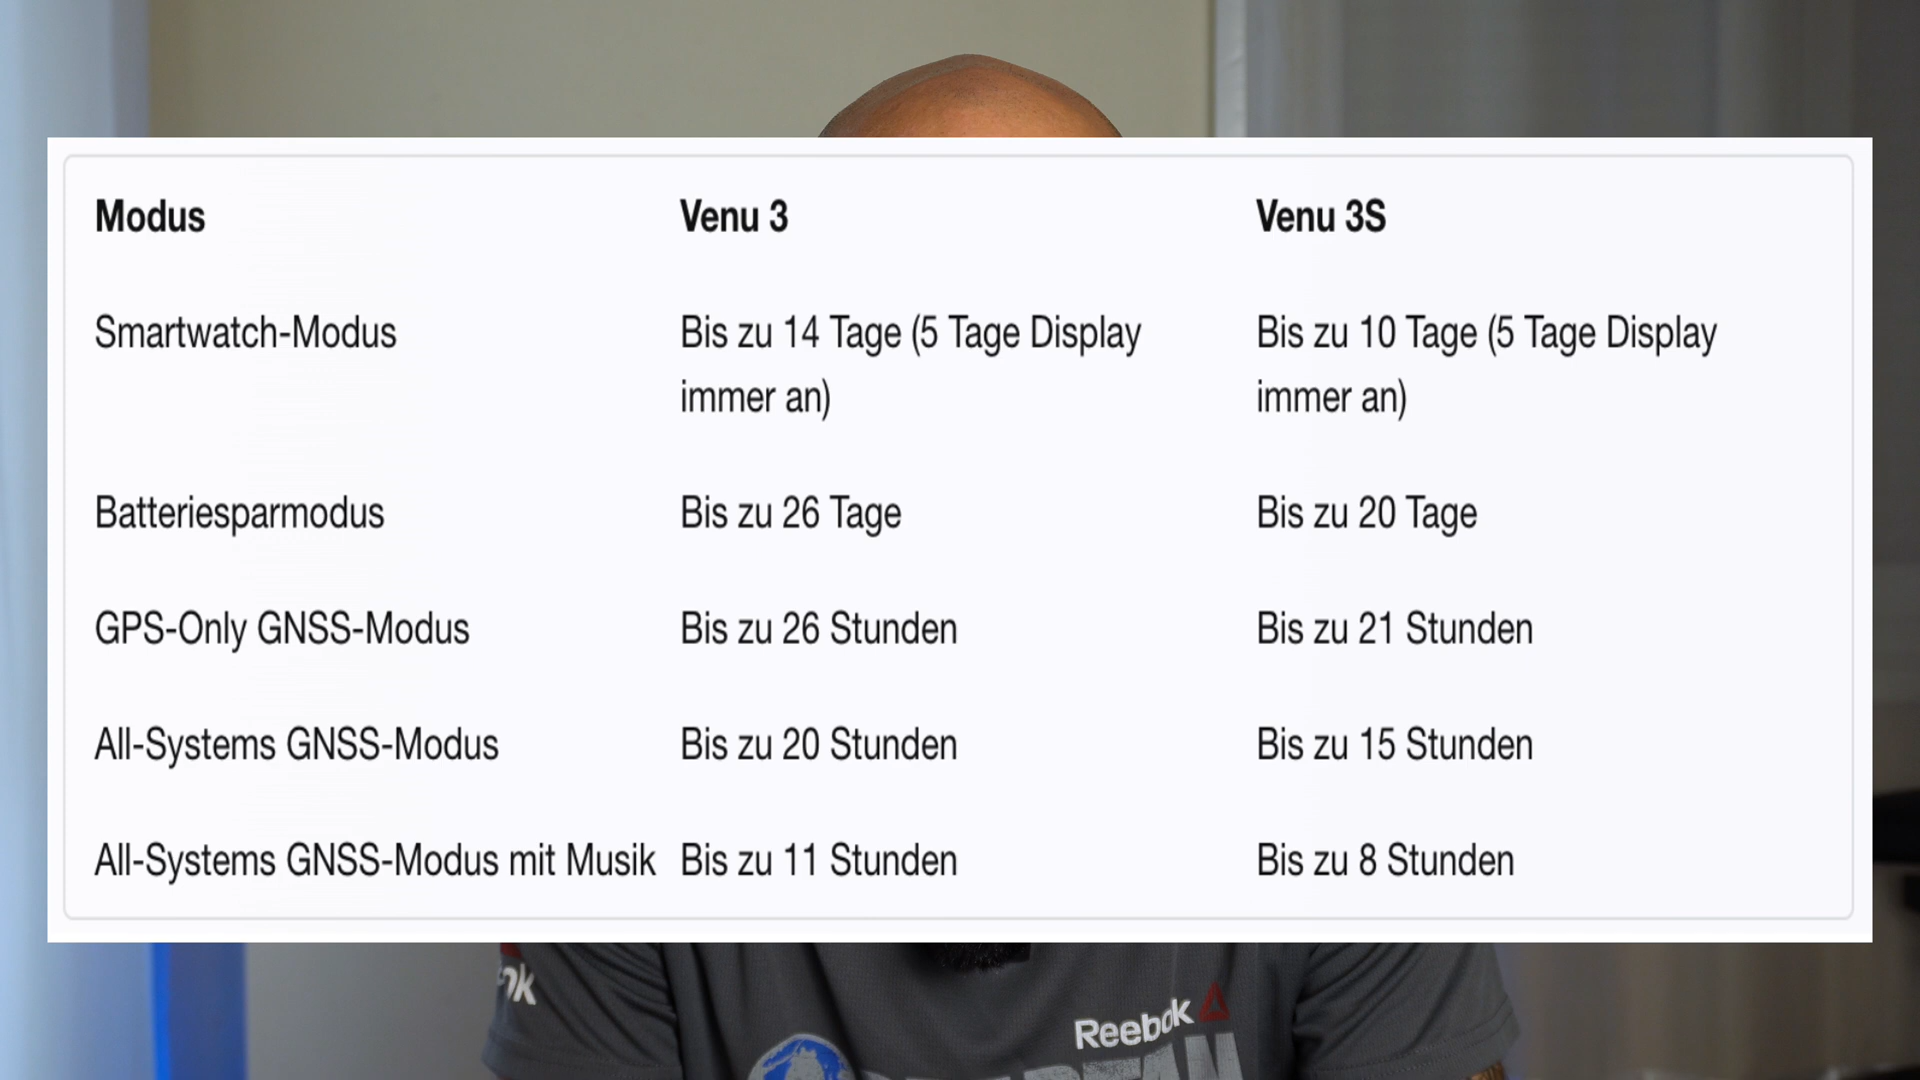 Modus Venu 3 Venu 3S
Smartwatch-Modus Bis zu 14 Tage (5 Tage Display Bis zu 10 Tage (5 Tage Display
immer an) immer an)
Batteriesparmodus Bis zu 26 Tage Bis zu 20 Tage
GPS-Only GNSS-Modus Bis zu 26 Stunden Bis zu 21 Stunden
All-Systems GNSS-Modus Bis zu 20 Stunden Bis zu 15 Stunden
All-Systems GNSS-Modus mit Musik Bis zu 11 Stunden Bis zu 8 Stunden
Reebok